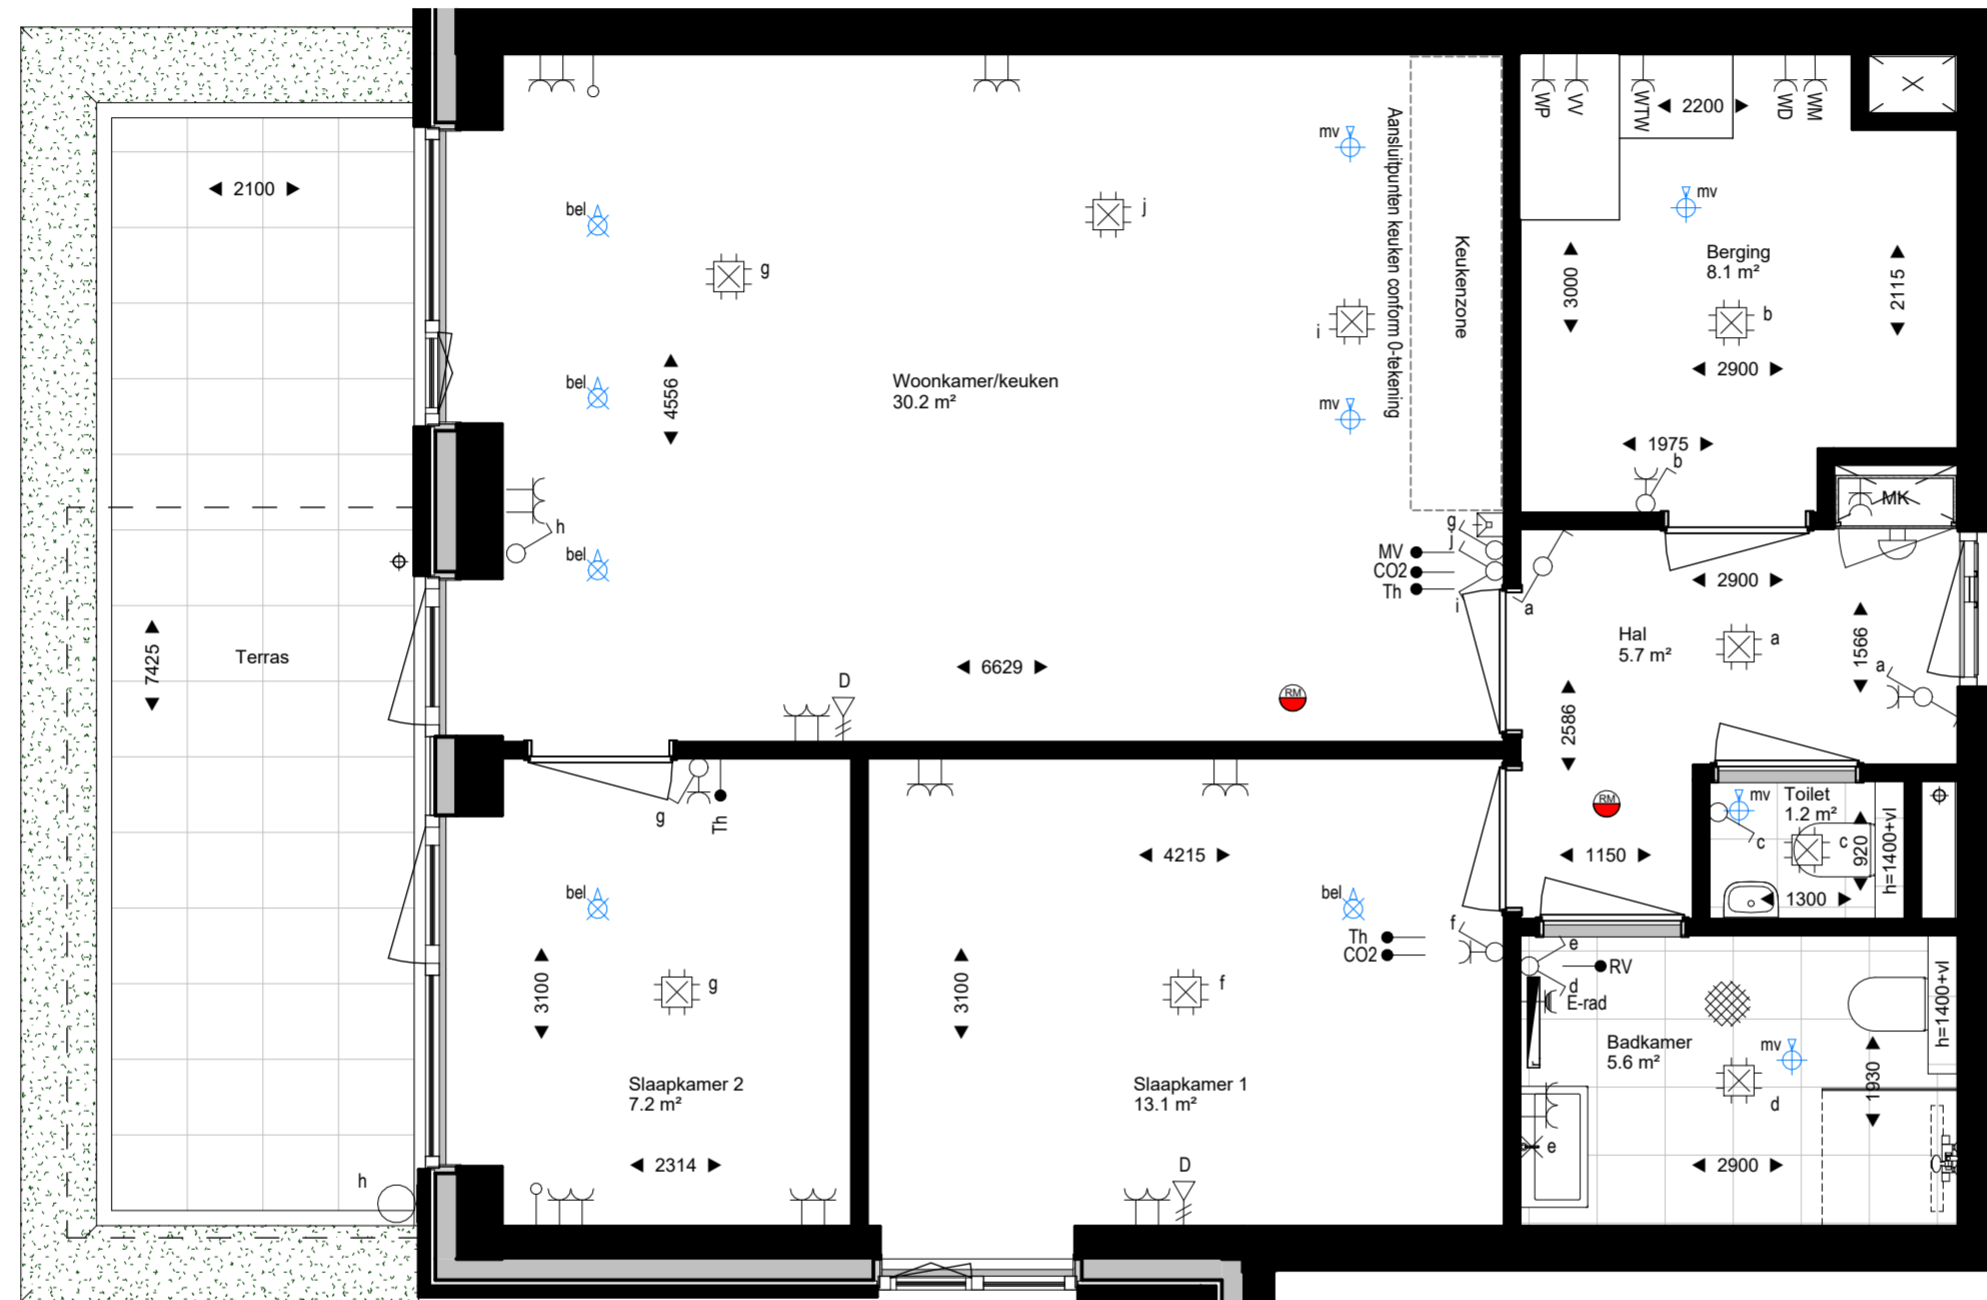 2100
7425
Terras
h
bel
bel
bel
g
j
4556
Woonkamer/keuken
30.2 m²
mv
mv
i
Aansluitpunten keuken conform 0-tekening
Keukenzone
h
6629
D
RM
g
j
MV
CO2
Th
i
WP
VV
WTW
2200
WD
WM
mv
Berging
8.1 m²
3000
2115
b
2900
1975
b
MK
a
2900
Hal
5.7 m²
a
1566
a
2586
RM
1150
mv
Toilet
1.2 m²
c
c
920
1300
h=1400+vl
g
Th
bel
3100
g
Slaapkamer 2
7.2 m²
2314
4215
bel
Th
CO2
f
3100
f
Slaapkamer 1
13.1 m²
D
e
RV
d
E-rad
Badkamer
5.6 m²
mv
h=1400+vl
1930
d
e
2900